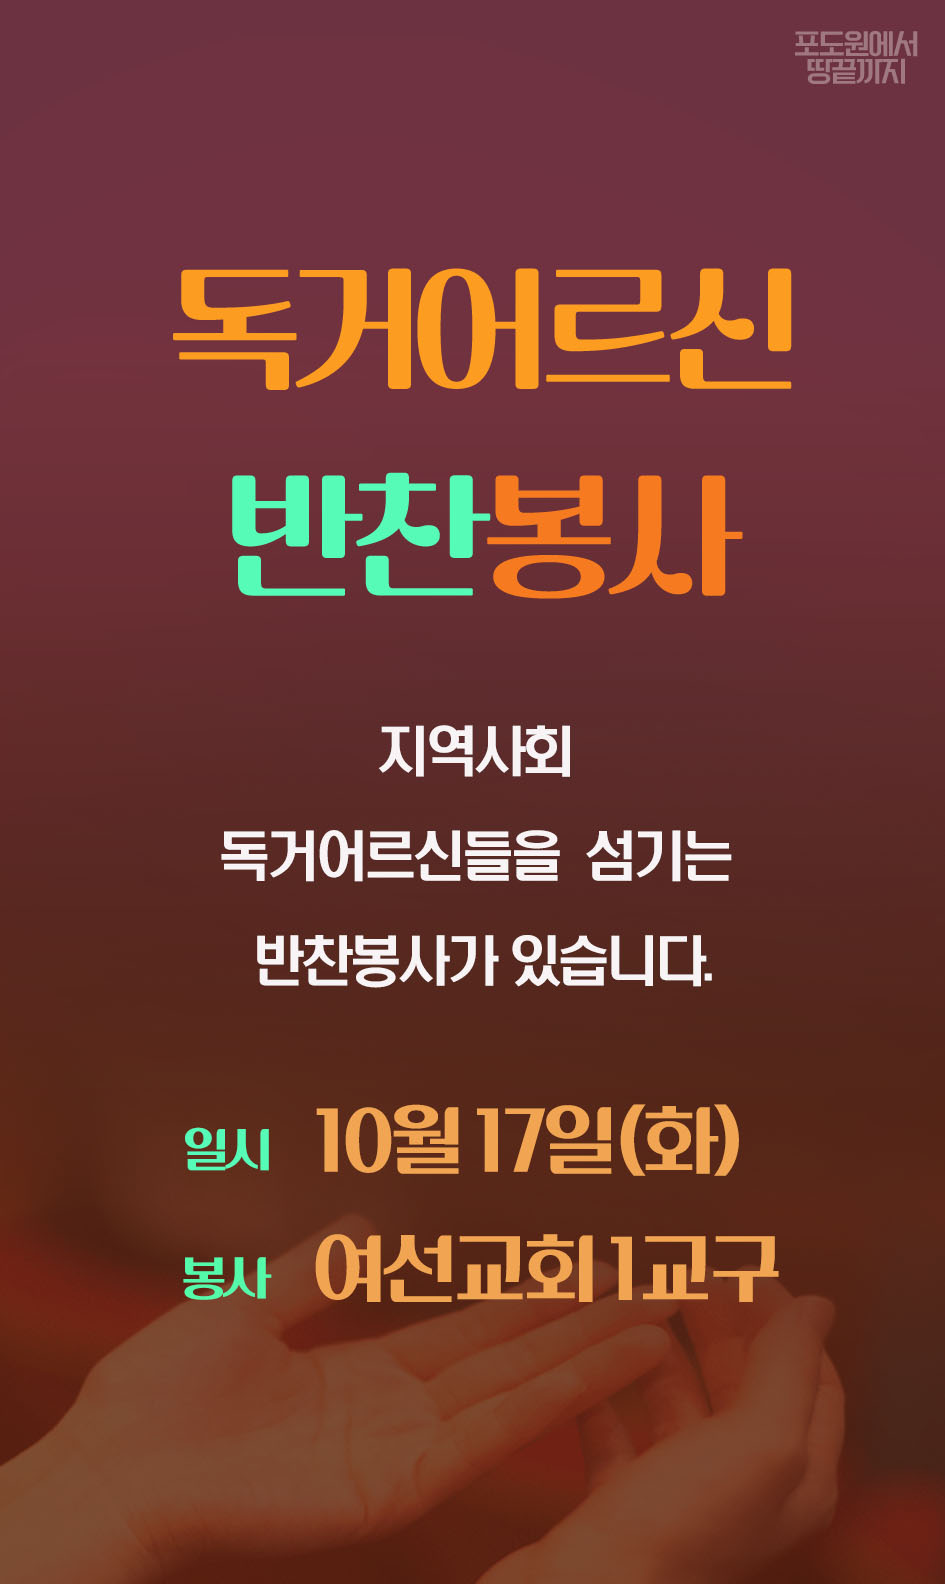 포도원에서
땅끝까지
독거어르신
반찬봉사
지역사회
독거어르신들을 섬기는
반찬봉사가 있습니다.
일시 10월 17일(화)
봉사 여선교회 1교구